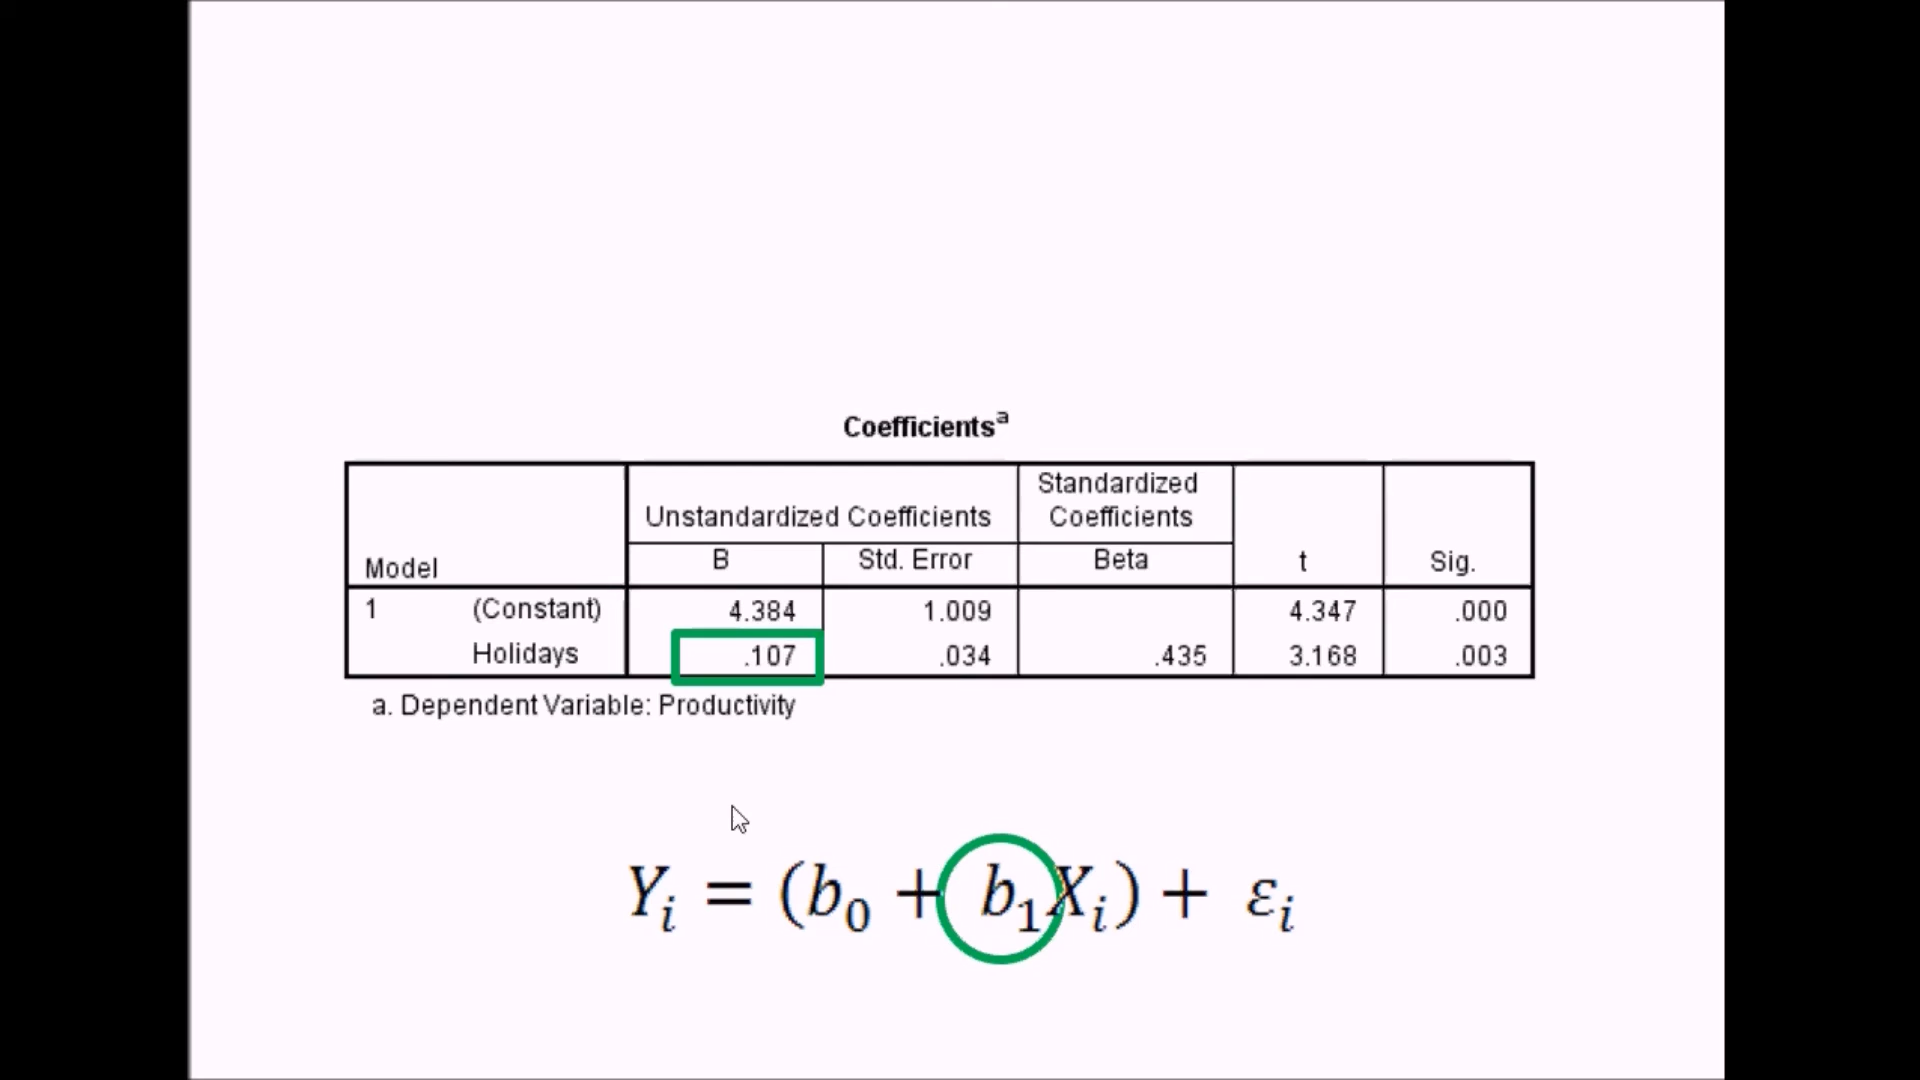 Coefficientsᵃ
Model Unstandardized Coefficients Standardized Coefficients t Sig.
B Std. Error Beta
1 (Constant) 4.384 1.009 4.347 .000
Holidays .107 .034 .435 3.168 .003
a. Dependent Variable: Productivity
Yᵢ = (b₀ + b₁Xᵢ) + εᵢ